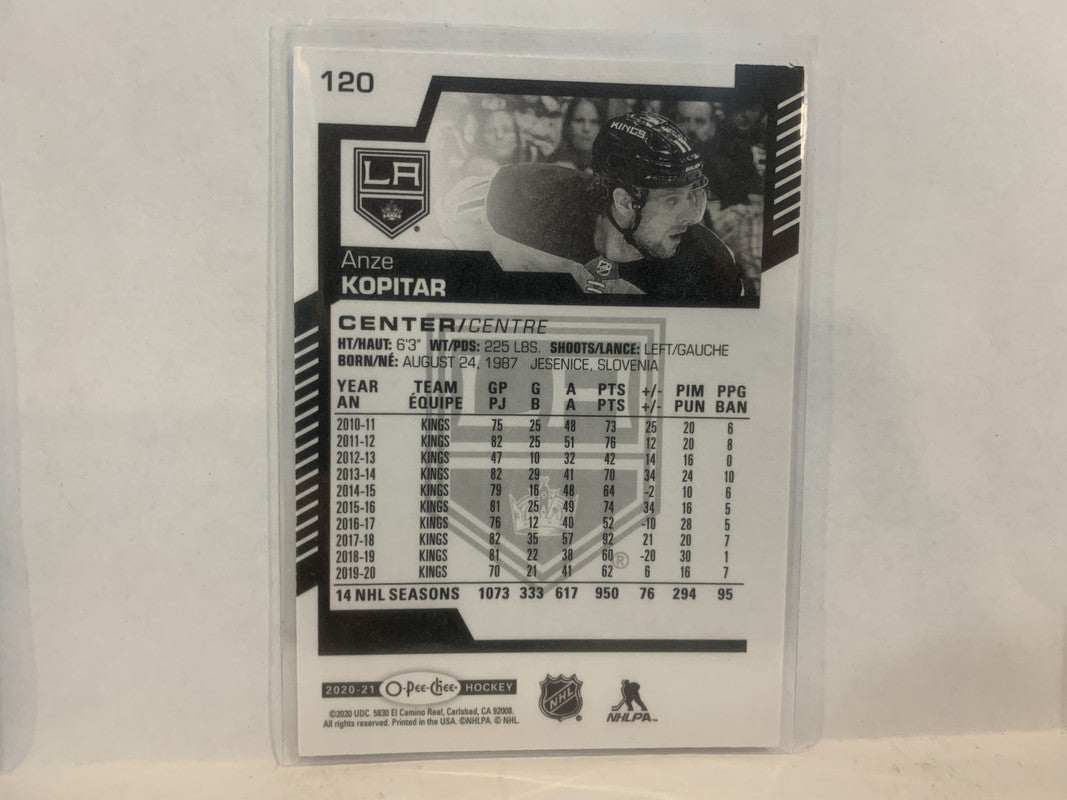 120
KINGS
LA
®
Anze
KOPITAR
CENTER/CENTRE
HT/HAUT: 6'3" WT/PDS: 225 LBS. SHOOTS/LANCE: LEFT/GAUCHE
BORN/NÉ: AUGUST 24, 1987 JESENICE, SLOVENIA
YEAR TEAM GP G A PTS +/- PIM PPG
AN ÉQUIPE PJ B A PTS +/- PUN BAN
2010-11 KINGS 75 25 48 73 25 20 6
2011-12 KINGS 82 25 51 76 12 20 8
2012-13 KINGS 47 10 32 42 14 16 0
2013-14 KINGS 82 29 41 70 34 24 10
2014-15 KINGS 79 16 48 64 -2 10 6
2015-16 KINGS 81 25 49 74 34 16 5
2016-17 KINGS 76 12 40 52 -10 28 5
2017-18 KINGS 82 35 57 92 21 20 7
2018-19 KINGS 81 22 38 60 -20 30 1
®
2019-20 KINGS 70 21 41 62 6 16 7
14 NHL SEASONS 1073 333 617 950 76 294 95
2020-21 O-Pee-Chee HOCKEY
NHL
NHLPA™
©2020 UDC. 5830 El Camino Real, Carlsbad, CA 92008.
All rights reserved. Printed in the USA. ©NHLPA. © NHL.